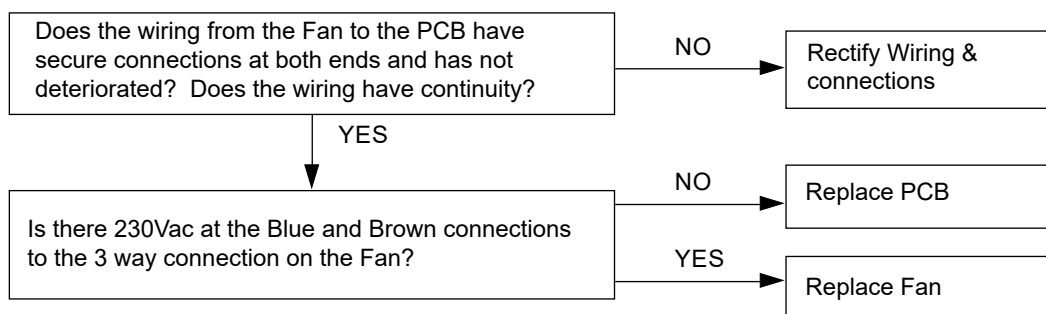 Does the wiring from the Fan to the PCB have
secure connections at both ends and has not
deteriorated?  Does the wiring have continuity?
NO
Rectify Wiring &
connections
YES
Is there 230Vac at the Blue and Brown connections
to the 3 way connection on the Fan?
NO
Replace PCB
YES
Replace Fan